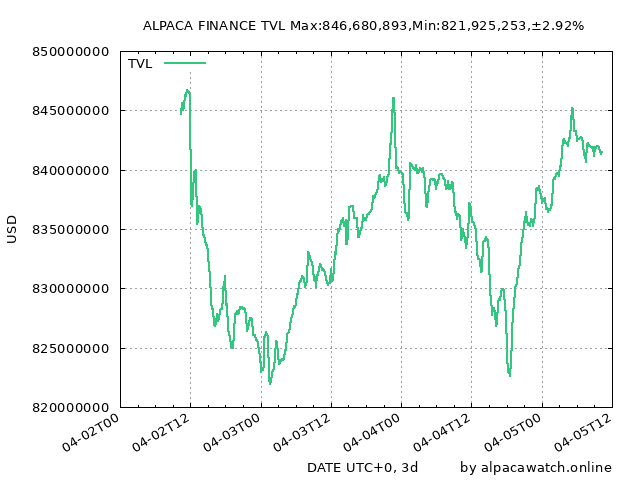 ALPACA FINANCE TVL Max:846,680,893,Min:821,925,253,±2.92%
850000000
TVL
845000000
840000000
835000000
USD
830000000
825000000
820000000
04-02T00
04-02T12
04-03T00
04-03T12
04-04T00
04-04T12
04-05T00
04-05T12
DATE UTC+0, 3d
by alpacawatch.online